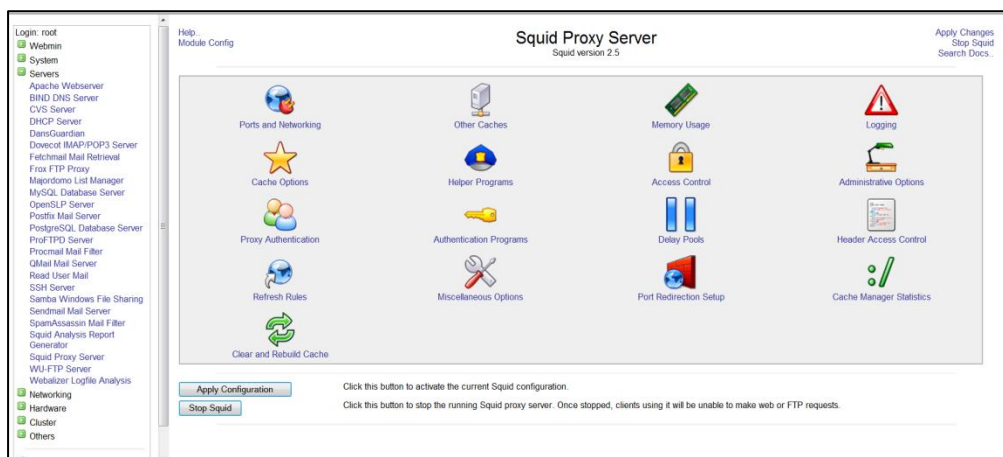 Login: root
Webmin
System
Servers
Apache Webserver
BIND DNS Server
CVS Server
DHCP Server
DansGuardian
Dovecot IMAP/POP3 Server
Fetchmail Mail Retrieval
Frox FTP Proxy
Majordomo List Manager
MySQL Database Server
OpenSLP Server
Postfix Mail Server
PostgreSQL Database Server
ProFTPD Server
Procmail Mail Filter
QMail Mail Server
Read User Mail
SSH Server
Samba Windows File Sharing
Sendmail Mail Server
SpamAssassin Mail Filter
Squid Analysis Report
Generator
Squid Proxy Server
WU-FTP Server
Webalizer Logfile Analysis
Networking
Hardware
Cluster
Others
Help..
Module Config
Squid Proxy Server
Squid version 2.5
Apply Changes
Stop Squid
Search Docs..
Ports and Networking
Other Caches
Memory Usage
Logging
Cache Options
Helper Programs
Access Control
Administrative Options
Proxy Authentication
Authentication Programs
Delay Pools
Header Access Control
Refresh Rules
Miscellaneous Options
Port Redirection Setup
Cache Manager Statistics
Clear and Rebuild Cache
Apply Configuration
Click this button to activate the current Squid configuration.
Stop Squid
Click this button to stop the running Squid proxy server. Once stopped, clients using it will be unable to make web or FTP requests.